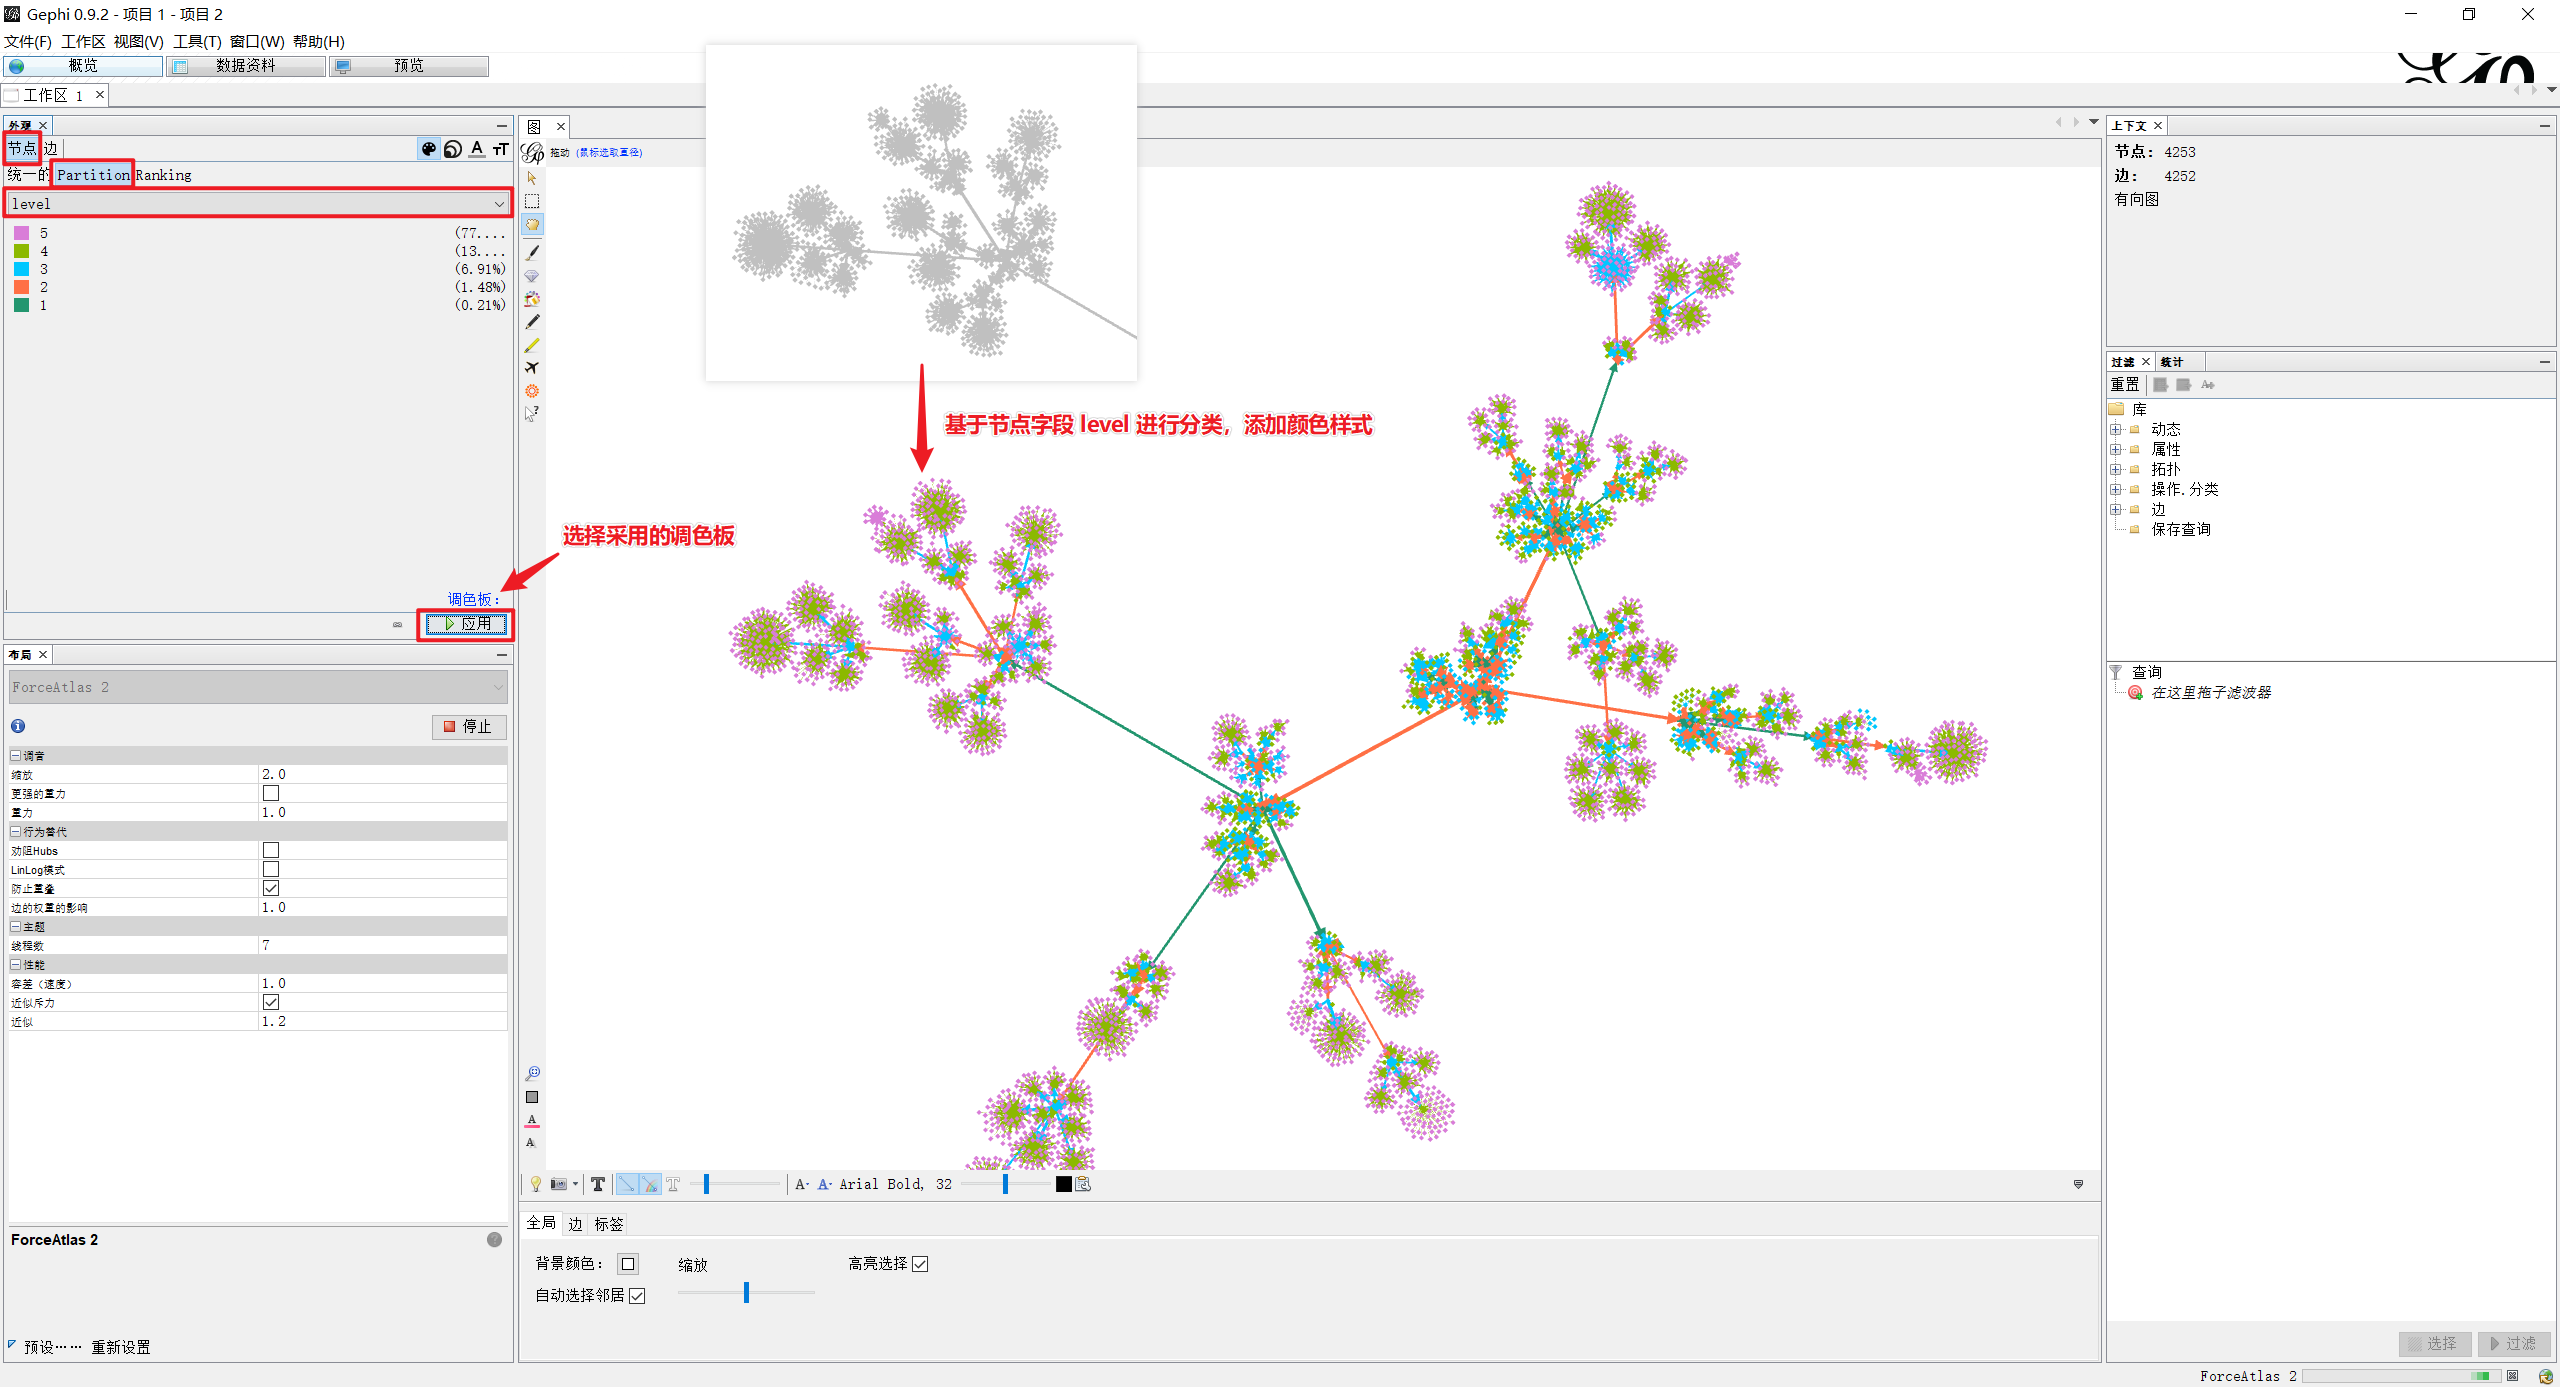 Gephi 0.9.2 - 项目 1 - 项目 2
文件(F) 工作区 视图(V) 工具(T) 窗口(W) 帮助(H)
概览 数据资料 预览
工作区 1
外观
节点 边
统一的 Partition Ranking
level
5 (77....
4 (13....
3 (6.91%)
2 (1.48%)
1 (0.21%)
调色板:
应用
布局
ForceAtlas 2
停止
调音
缩放 2.0
更强的重力
重力 1.0
行为替代
劝阻Hubs
LinLog模式
防止重叠
边的权重的影响 1.0
主题
线程数 7
性能
容差（速度） 1.0
近似斥力
近似 1.2
ForceAtlas 2
预设…… 重新设置
图
拖动 (鼠标选取直径)
基于节点字段 level 进行分类，添加颜色样式
选择采用的调色板
Arial Bold, 32
全局 边 标签
背景颜色: 缩放 高亮选择
自动选择邻居
上下文
节点: 4253
边: 4252
有向图
过滤 统计
重置
库
动态
属性
拓扑
操作.分类
边
保存查询
查询
在这里拖子滤波器
选择 过滤
ForceAtlas 2